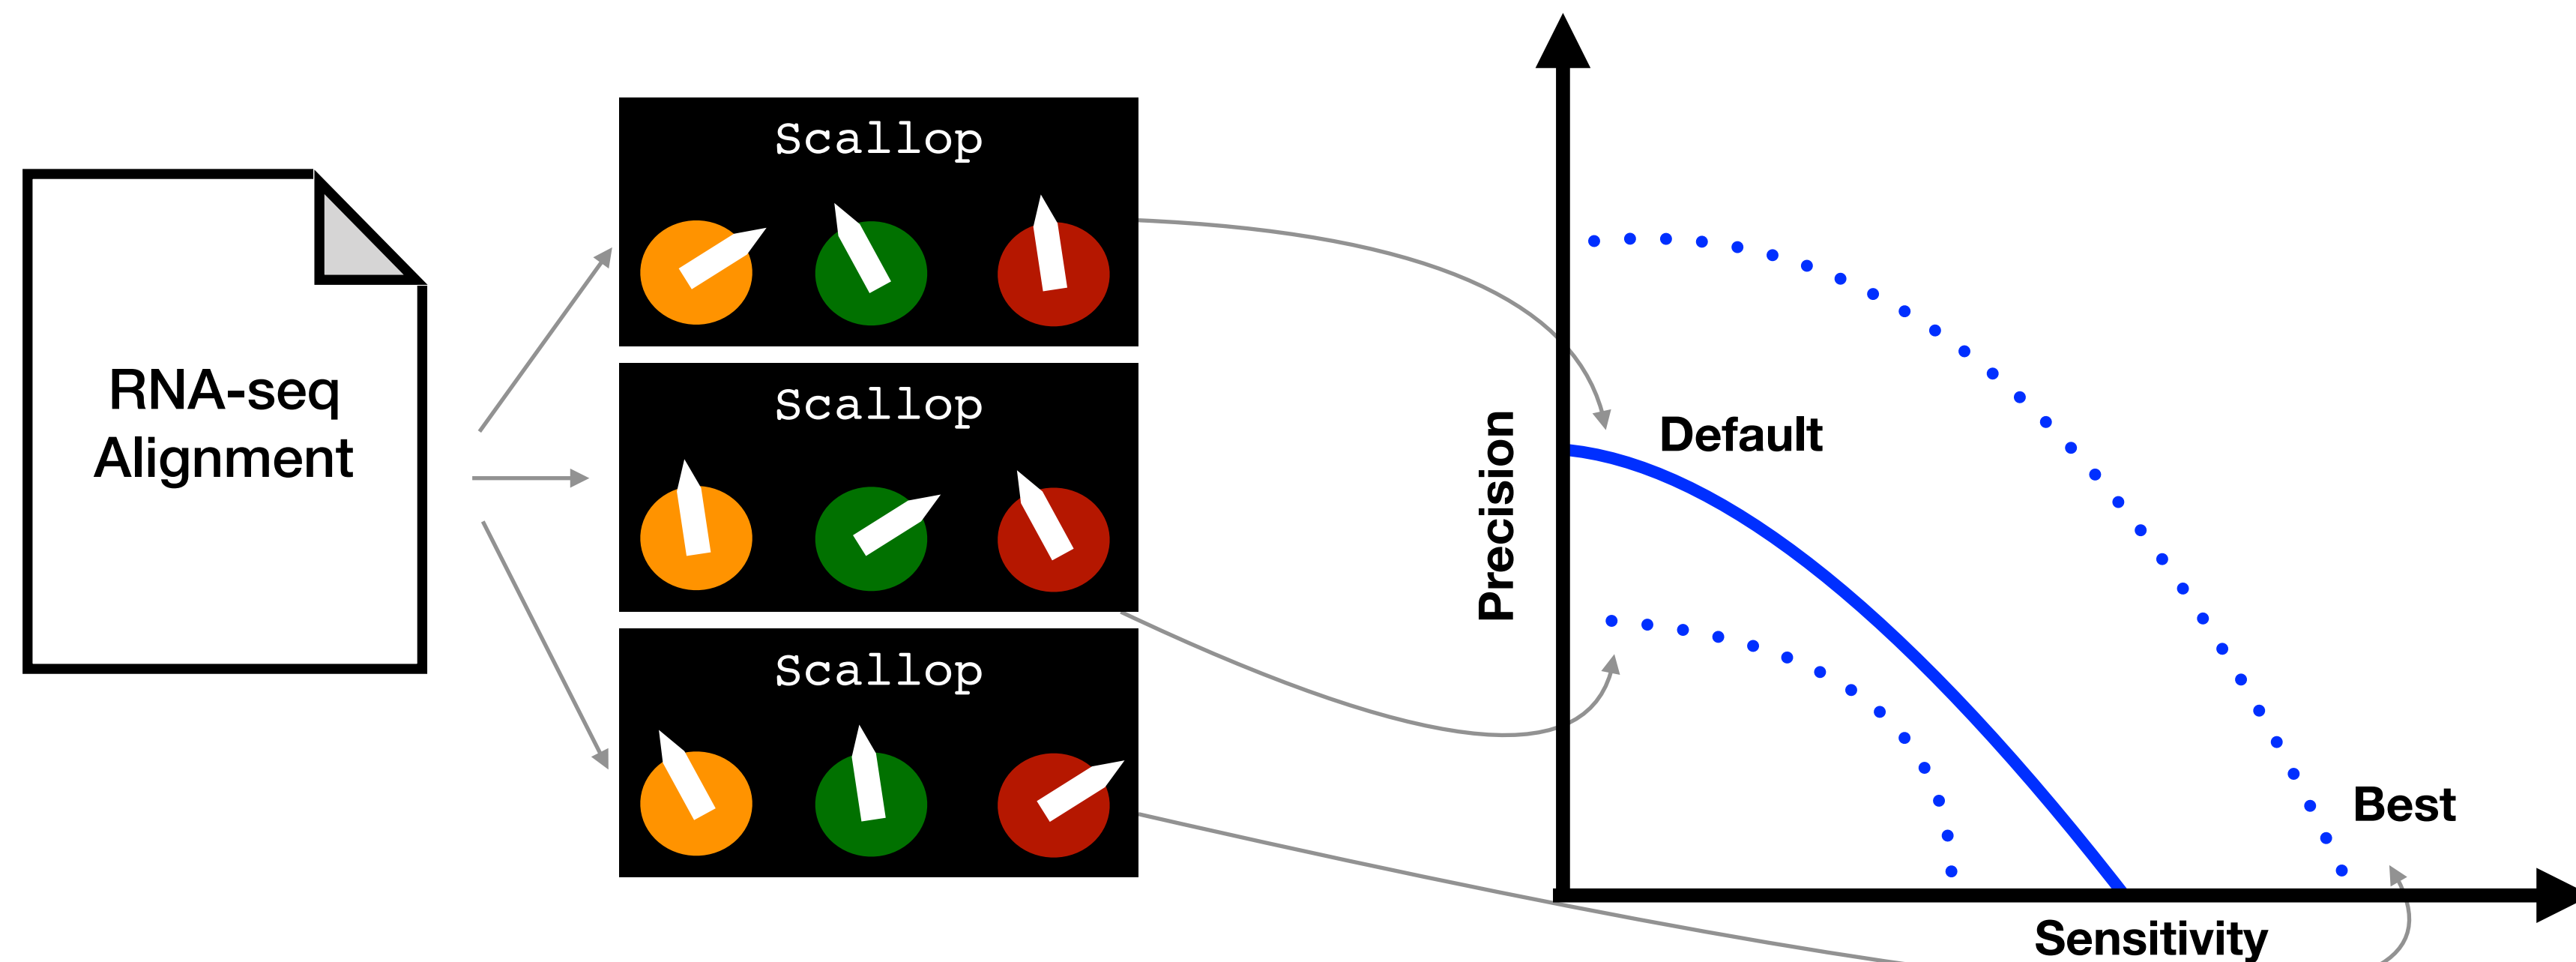 RNA-seq
Alignment
Scallop
Scallop
Scallop
Precision
Default
Best
Sensitivity